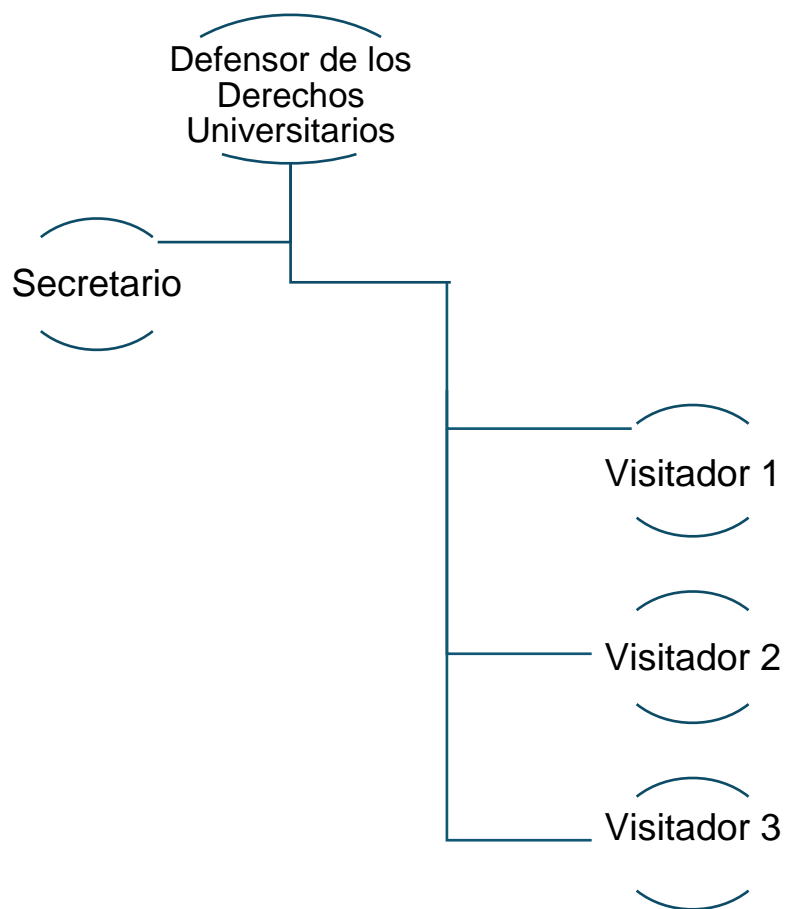 Defensor de los
Derechos
Universitarios
Secretario
Visitador 1
Visitador 2
Visitador 3